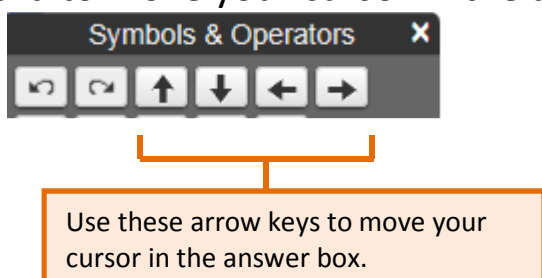 Symbols & Operators x
Use these arrow keys to move your
cursor in the answer box.